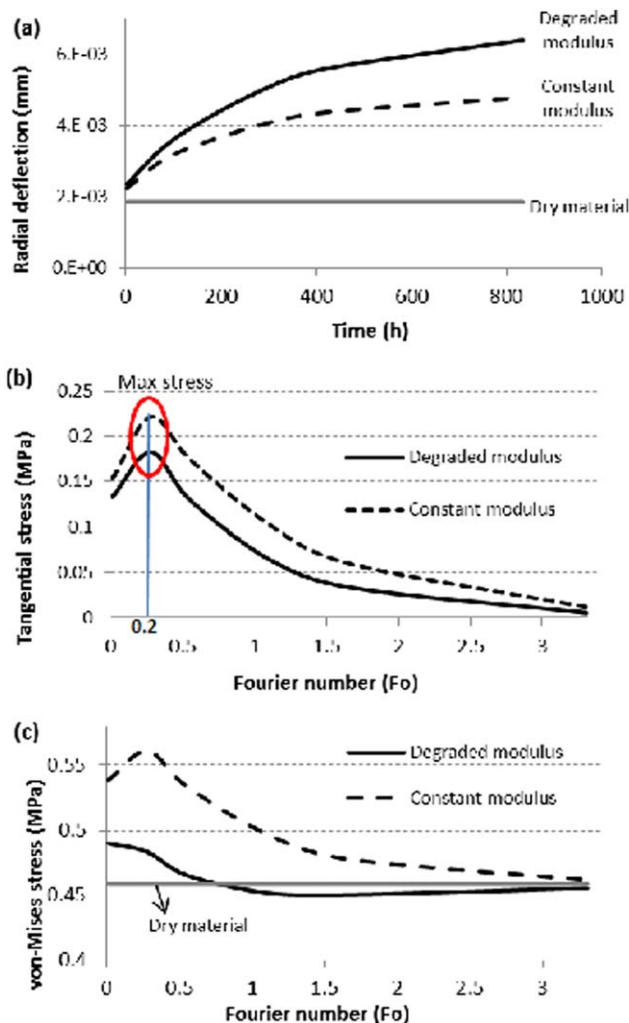 (a)
Radial deflection (mm)
6.E-03
4.E-03
2.E-03
0.E+00
Degraded modulus
Constant modulus
Dry material
0 200 400 600 800 1000
Time (h)
(b)
Max stress
Tangential stress (MPa)
0.25
0.2
0.15
0.1
0.05
0
Degraded modulus
Constant modulus
0.2
0 0.5 1 1.5 2 2.5 3
Fourier number (Fo)
(c)
von-Mises stress (MPa)
0.55
0.5
0.45
0.4
Degraded modulus
Constant modulus
Dry material
0 0.5 1 1.5 2 2.5 3
Fourier number (Fo)